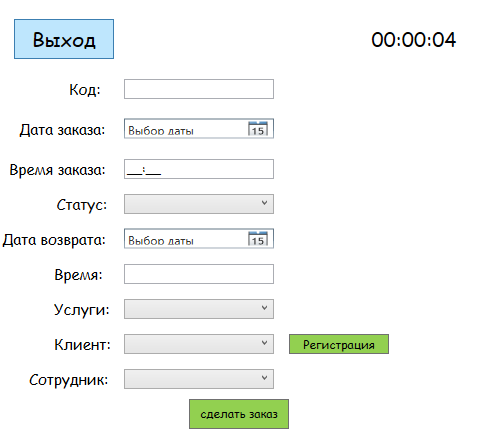 Выход
00:00:04
Код:
Дата заказа: Выбор даты 15
Время заказа: __:__
Статус:
Дата возврата: Выбор даты 15
Время:
Услуги:
Клиент: Регистрация
Сотрудник:
сделать заказ